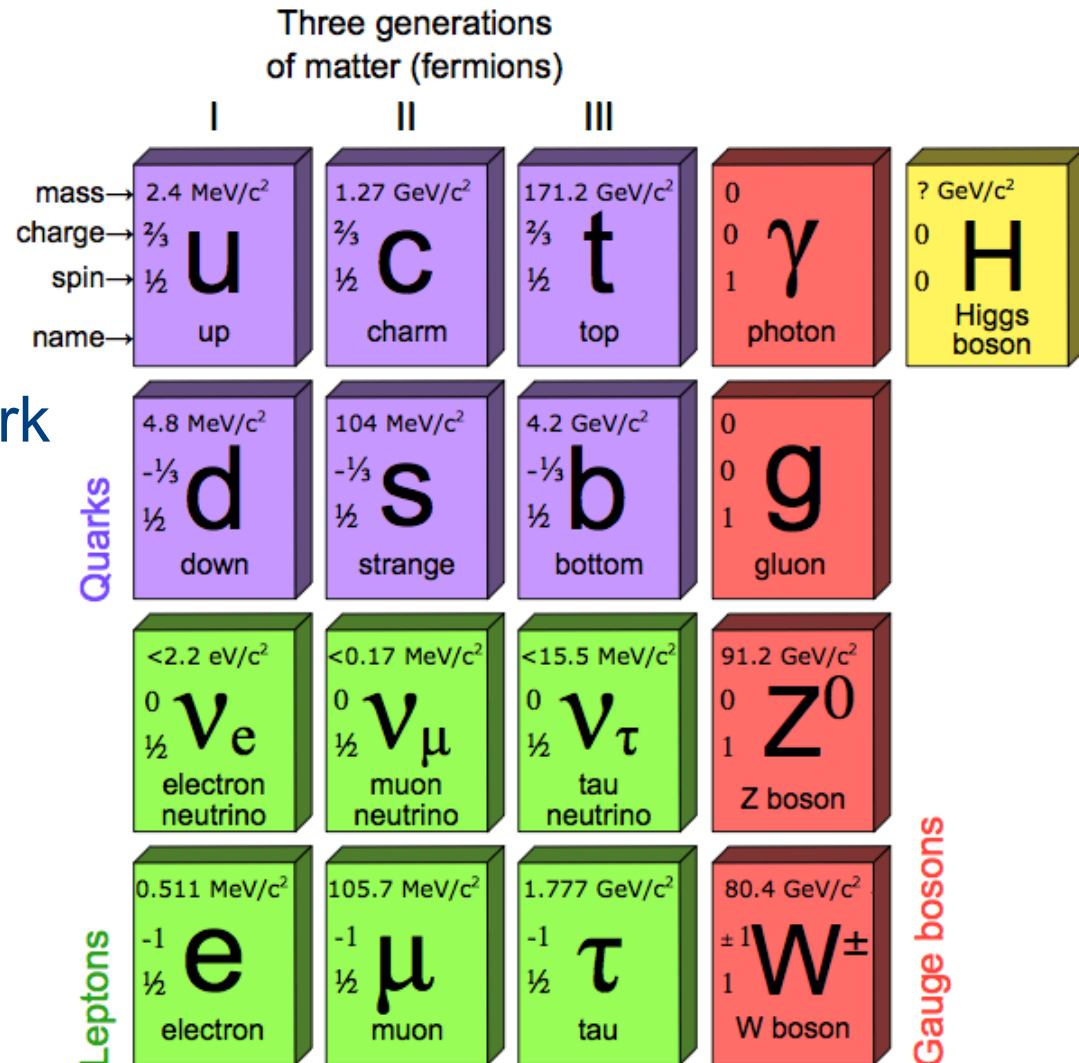 Three generations
of matter (fermions)
I II III
mass→ 2.4 MeV/c² 1.27 GeV/c² 171.2 GeV/c² 0 ? GeV/c²
charge→ ⅔ ⅔ ⅔ 0 0
u c t γ H
spin→ ½ ½ ½ 1 0
name→ up charm top photon Higgs
boson
rk
4.8 MeV/c² 104 MeV/c² 4.2 GeV/c² 0
-⅓ -⅓ -⅓ 0
d s b g
½ ½ ½ 1
down strange bottom gluon
Quarks
<2.2 eV/c² <0.17 MeV/c² <15.5 MeV/c² 91.2 GeV/c²
0 0 0 0
νe νμ ντ Z⁰
½ ½ ½ 1
electron muon tau Z boson
neutrino neutrino neutrino
0.511 MeV/c² 105.7 MeV/c² 1.777 GeV/c² 80.4 GeV/c²
-1 -1 -1 ±1
e μ τ W±
½ ½ ½ 1
electron muon tau W boson
Leptons
Gauge bosons